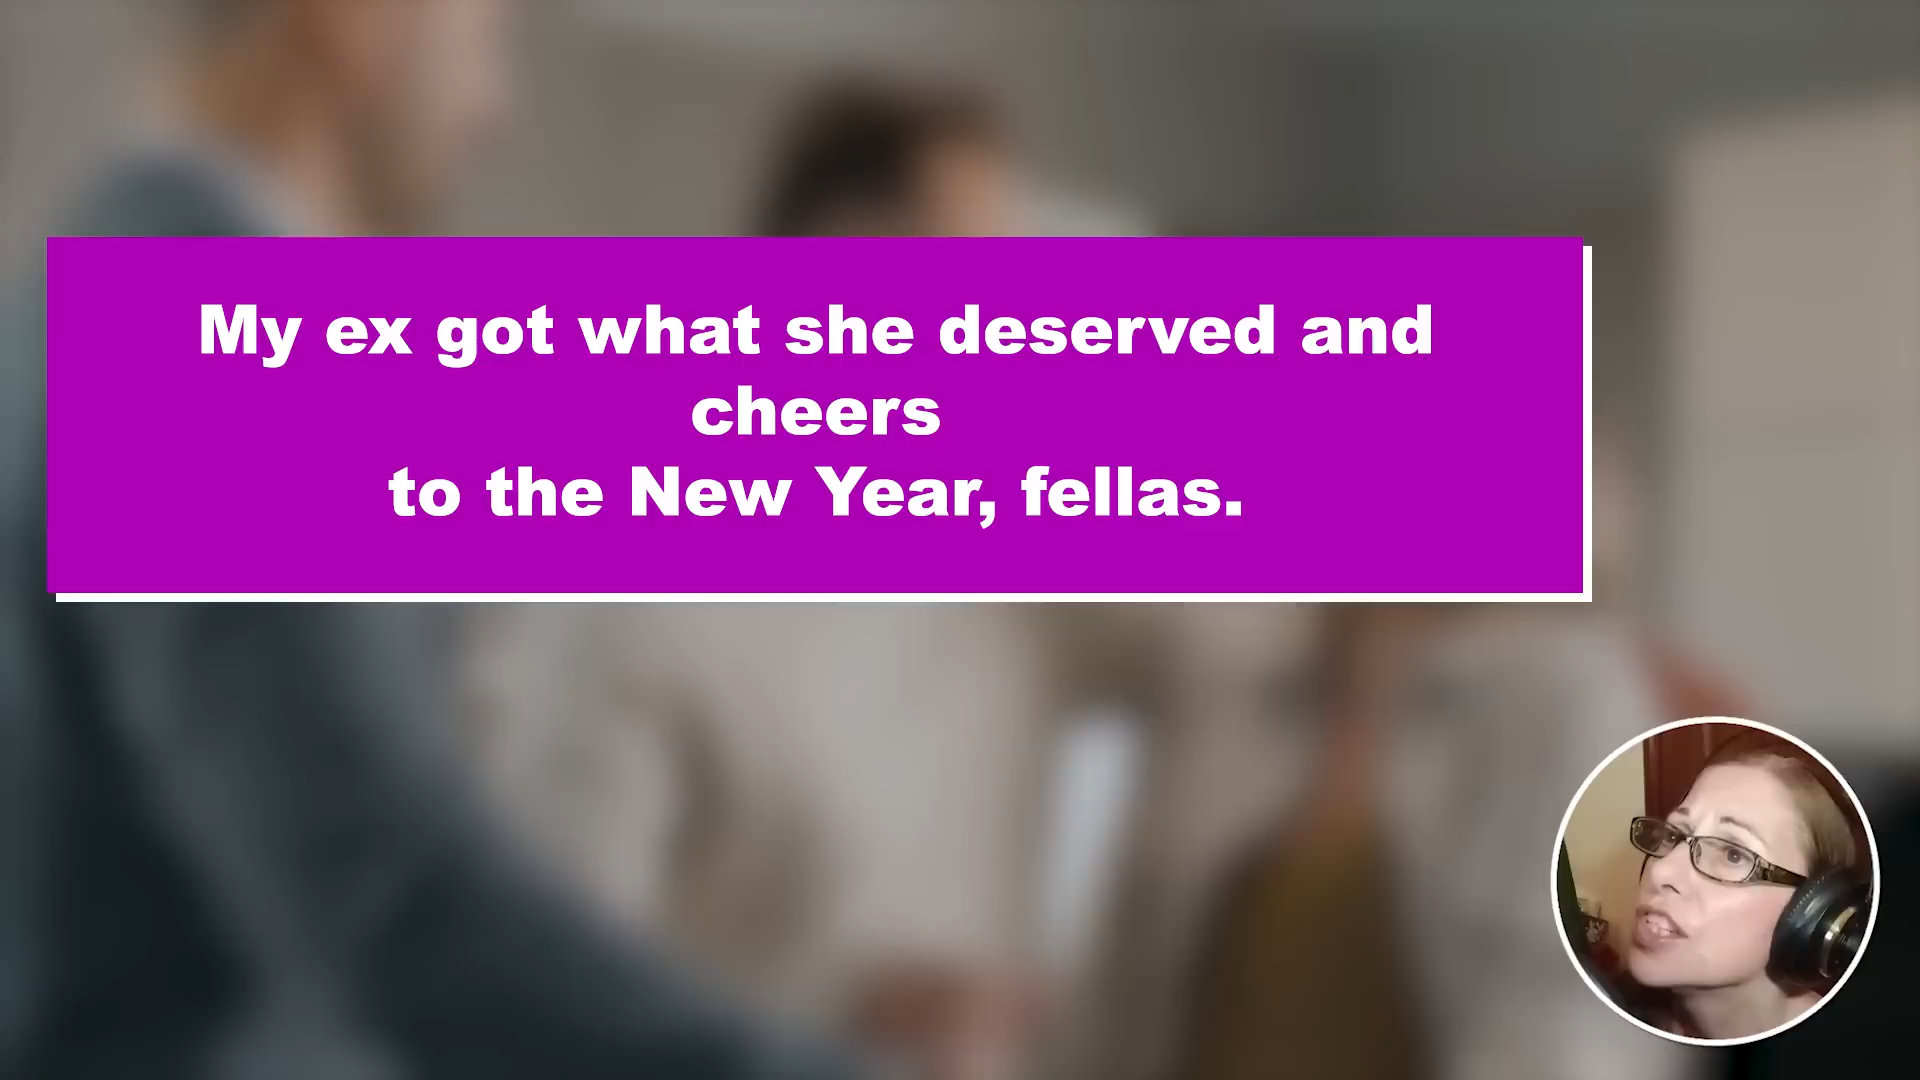 My ex got what she deserved and
cheers
to the New Year, fellas.